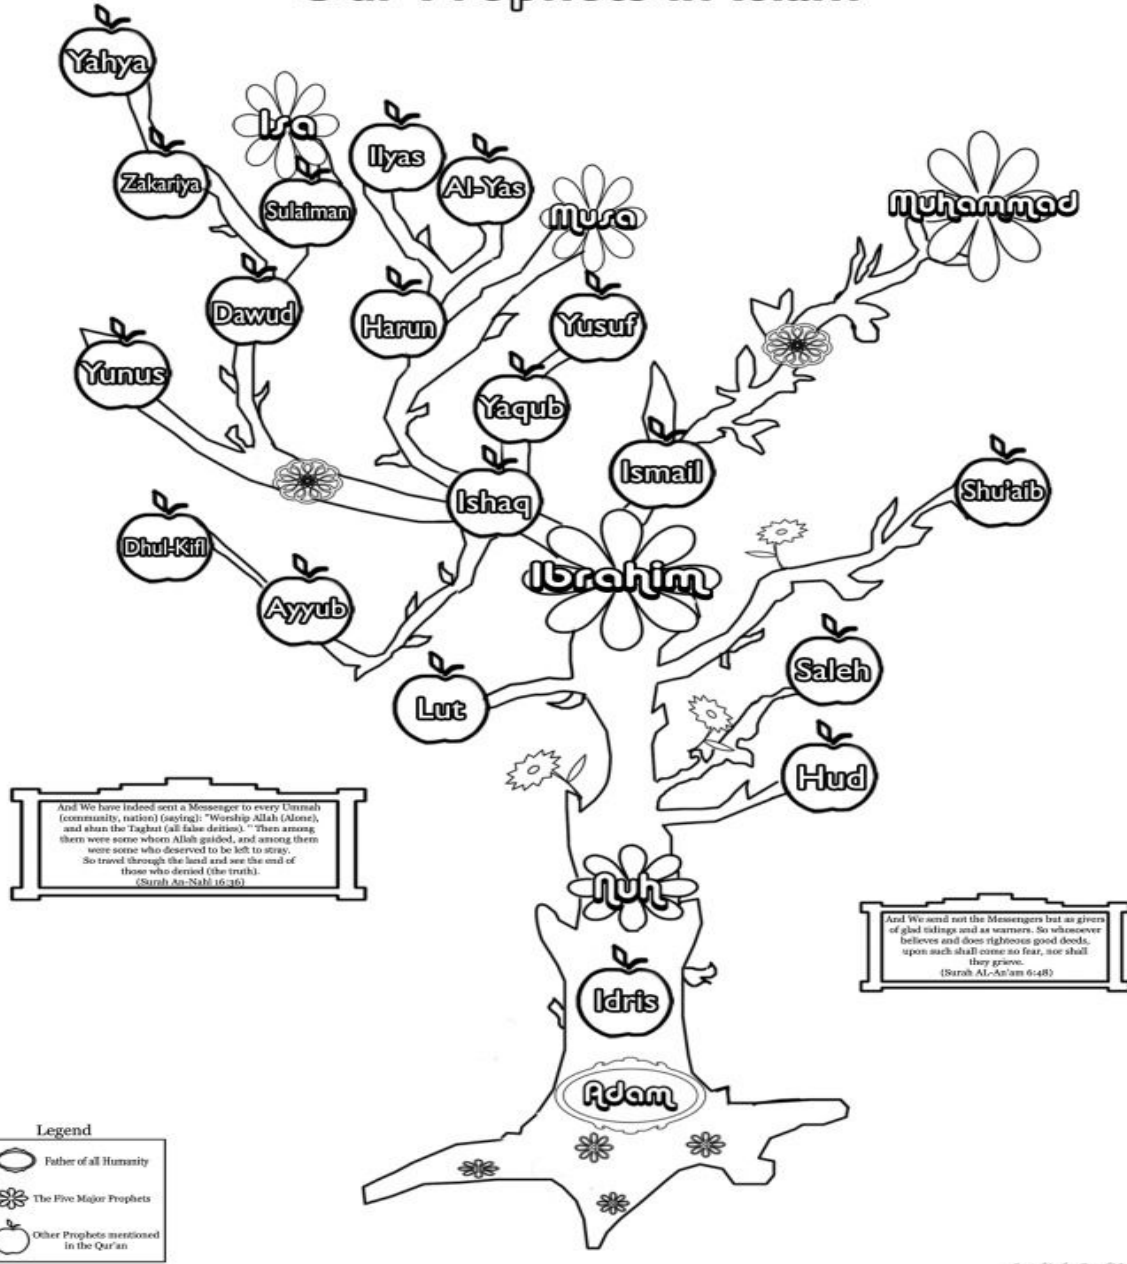 Our Prophets in Islam
Yahya
Isa
Ilyas
Zakariya
Al-Yas
Sulaiman
Musa
Muhammad
Dawud
Harun
Yusuf
Yunus
Yaqub
Ismail
Ishaq
Shu'aib
Dhul-Kifl
Ibrahim
Ayyub
Saleh
Lut
Hud
And We have indeed sent a Messenger to every Ummah
(community, nation) (saying): "Worship Allah (Alone),
and shun the Taghut (all false deities). " Then among
them were some whom Allah guided, and among them
were some who deserved to be left to stray.
So travel through the land and see the end of
those who denied (the truth).
(Surah An-Nahl 16:36)
Nuh
And We send not the Messengers but as givers
of glad tidings and as warners. So whosoever
believes and does righteous good deeds,
upon such shall come no fear, nor shall
they grieve.
(Surah AL-An'am 6:48)
Idris
Adam
Legend
Father of all Humanity
The Five Major Prophets
Other Prophets mentioned
in the Qur'an